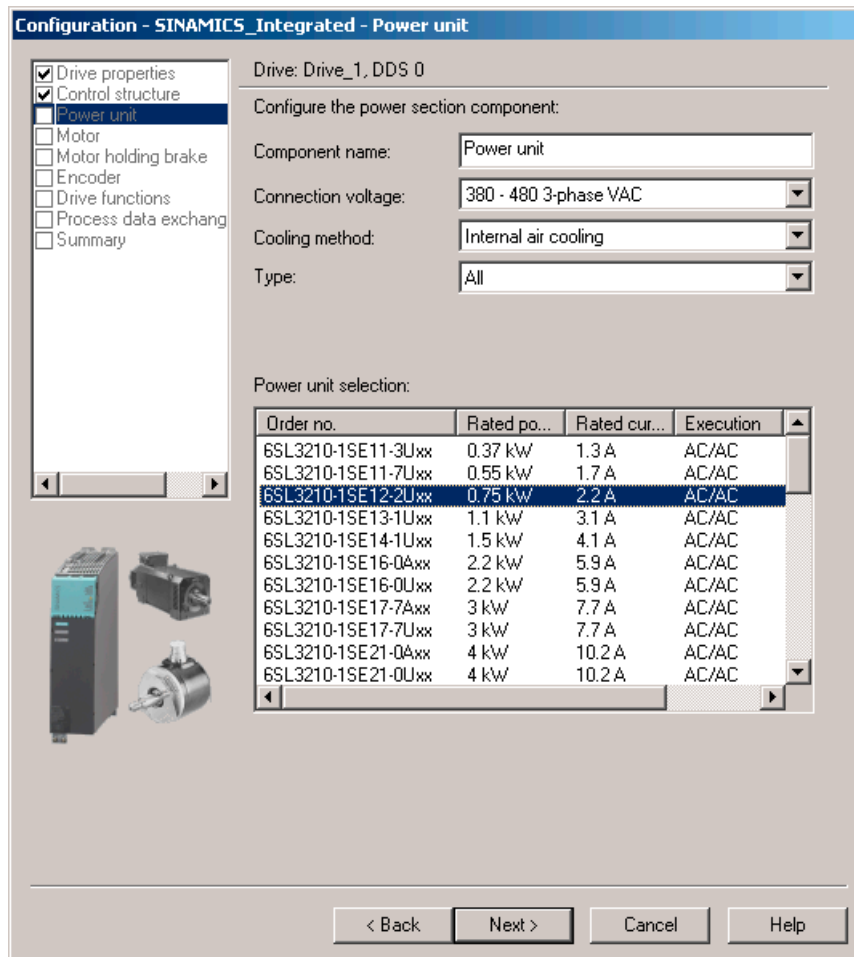 Configuration - SINAMICS_Integrated - Power unit
Drive properties
Control structure
Power unit
Motor
Motor holding brake
Encoder
Drive functions
Process data exchang
Summary
Drive: Drive_1, DDS 0
Configure the power section component:
Component name: Power unit
Connection voltage: 380 - 480 3-phase VAC
Cooling method: Internal air cooling
Type: All
Power unit selection:
Order no. Rated po... Rated cur... Execution
6SL3210-1SE11-3Uxx 0.37 kW 1.3 A AC/AC
6SL3210-1SE11-7Uxx 0.55 kW 1.7 A AC/AC
6SL3210-1SE12-2Uxx 0.75 kW 2.2 A AC/AC
6SL3210-1SE13-1Uxx 1.1 kW 3.1 A AC/AC
6SL3210-1SE14-1Uxx 1.5 kW 4.1 A AC/AC
6SL3210-1SE16-0Axx 2.2 kW 5.9 A AC/AC
6SL3210-1SE16-0Uxx 2.2 kW 5.9 A AC/AC
6SL3210-1SE17-7Axx 3 kW 7.7 A AC/AC
6SL3210-1SE17-7Uxx 3 kW 7.7 A AC/AC
6SL3210-1SE21-0Axx 4 kW 10.2 A AC/AC
6SL3210-1SE21-0Uxx 4 kW 10.2 A AC/AC
< Back Next > Cancel Help